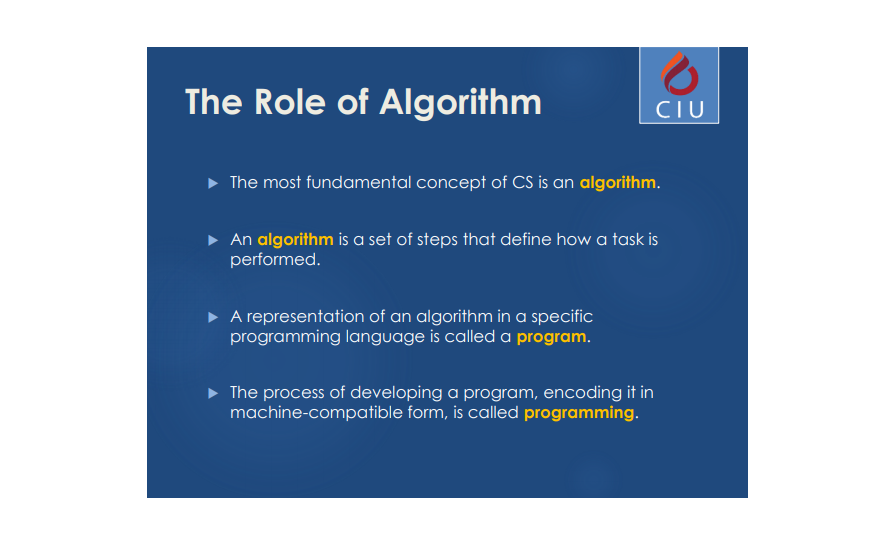 The Role of Algorithm
CIU
The most fundamental concept of CS is an algorithm.
An algorithm is a set of steps that define how a task is
performed.
A representation of an algorithm in a specific
programming language is called a program.
The process of developing a program, encoding it in
machine-compatible form, is called programming.